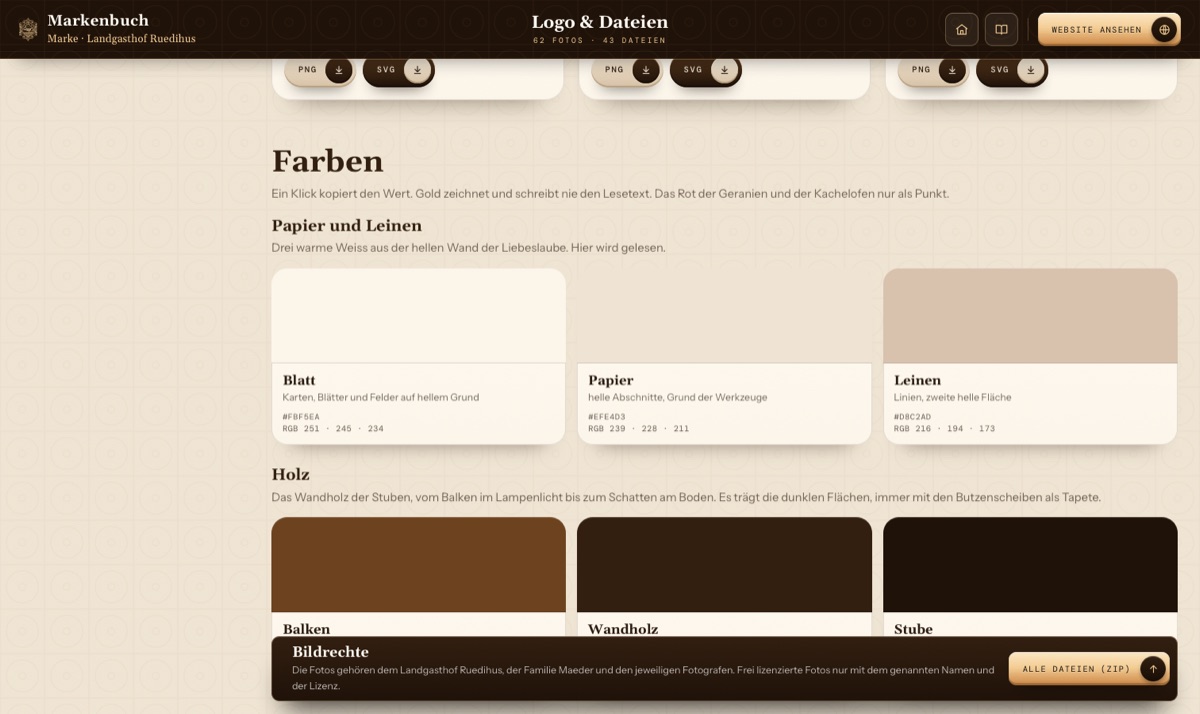 Markenbuch
Marke · Landgasthof Ruedihus
Logo & Dateien
62 FOTOS · 43 DATEIEN
WEBSITE ANSEHEN
PNG SVG PNG SVG PNG SVG
Farben
Ein Klick kopiert den Wert. Gold zeichnet und schreibt nie den Lesetext. Das Rot der Geranien und der Kachelofen nur als Punkt.
Papier und Leinen
Drei warme Weiss aus der hellen Wand der Liebeslaube. Hier wird gelesen.
Blatt
Karten, Blätter und Felder auf hellem Grund
#FBF5EA
RGB 251 · 245 · 234
Papier
helle Abschnitte, Grund der Werkzeuge
#EFE4D3
RGB 239 · 228 · 211
Leinen
Linien, zweite helle Fläche
#D8C2AD
RGB 216 · 194 · 173
Holz
Das Wandholz der Stuben, vom Balken im Lampenlicht bis zum Schatten am Boden. Es trägt die dunklen Flächen, immer mit den Butzenscheiben als Tapete.
Balken
Wandholz
Stube
Bildrechte
Die Fotos gehören dem Landgasthof Ruedihus, der Familie Maeder und den jeweiligen Fotografen. Frei lizenzierte Fotos nur mit dem genannten Namen und
der Lizenz.
ALLE DATEIEN (ZIP)